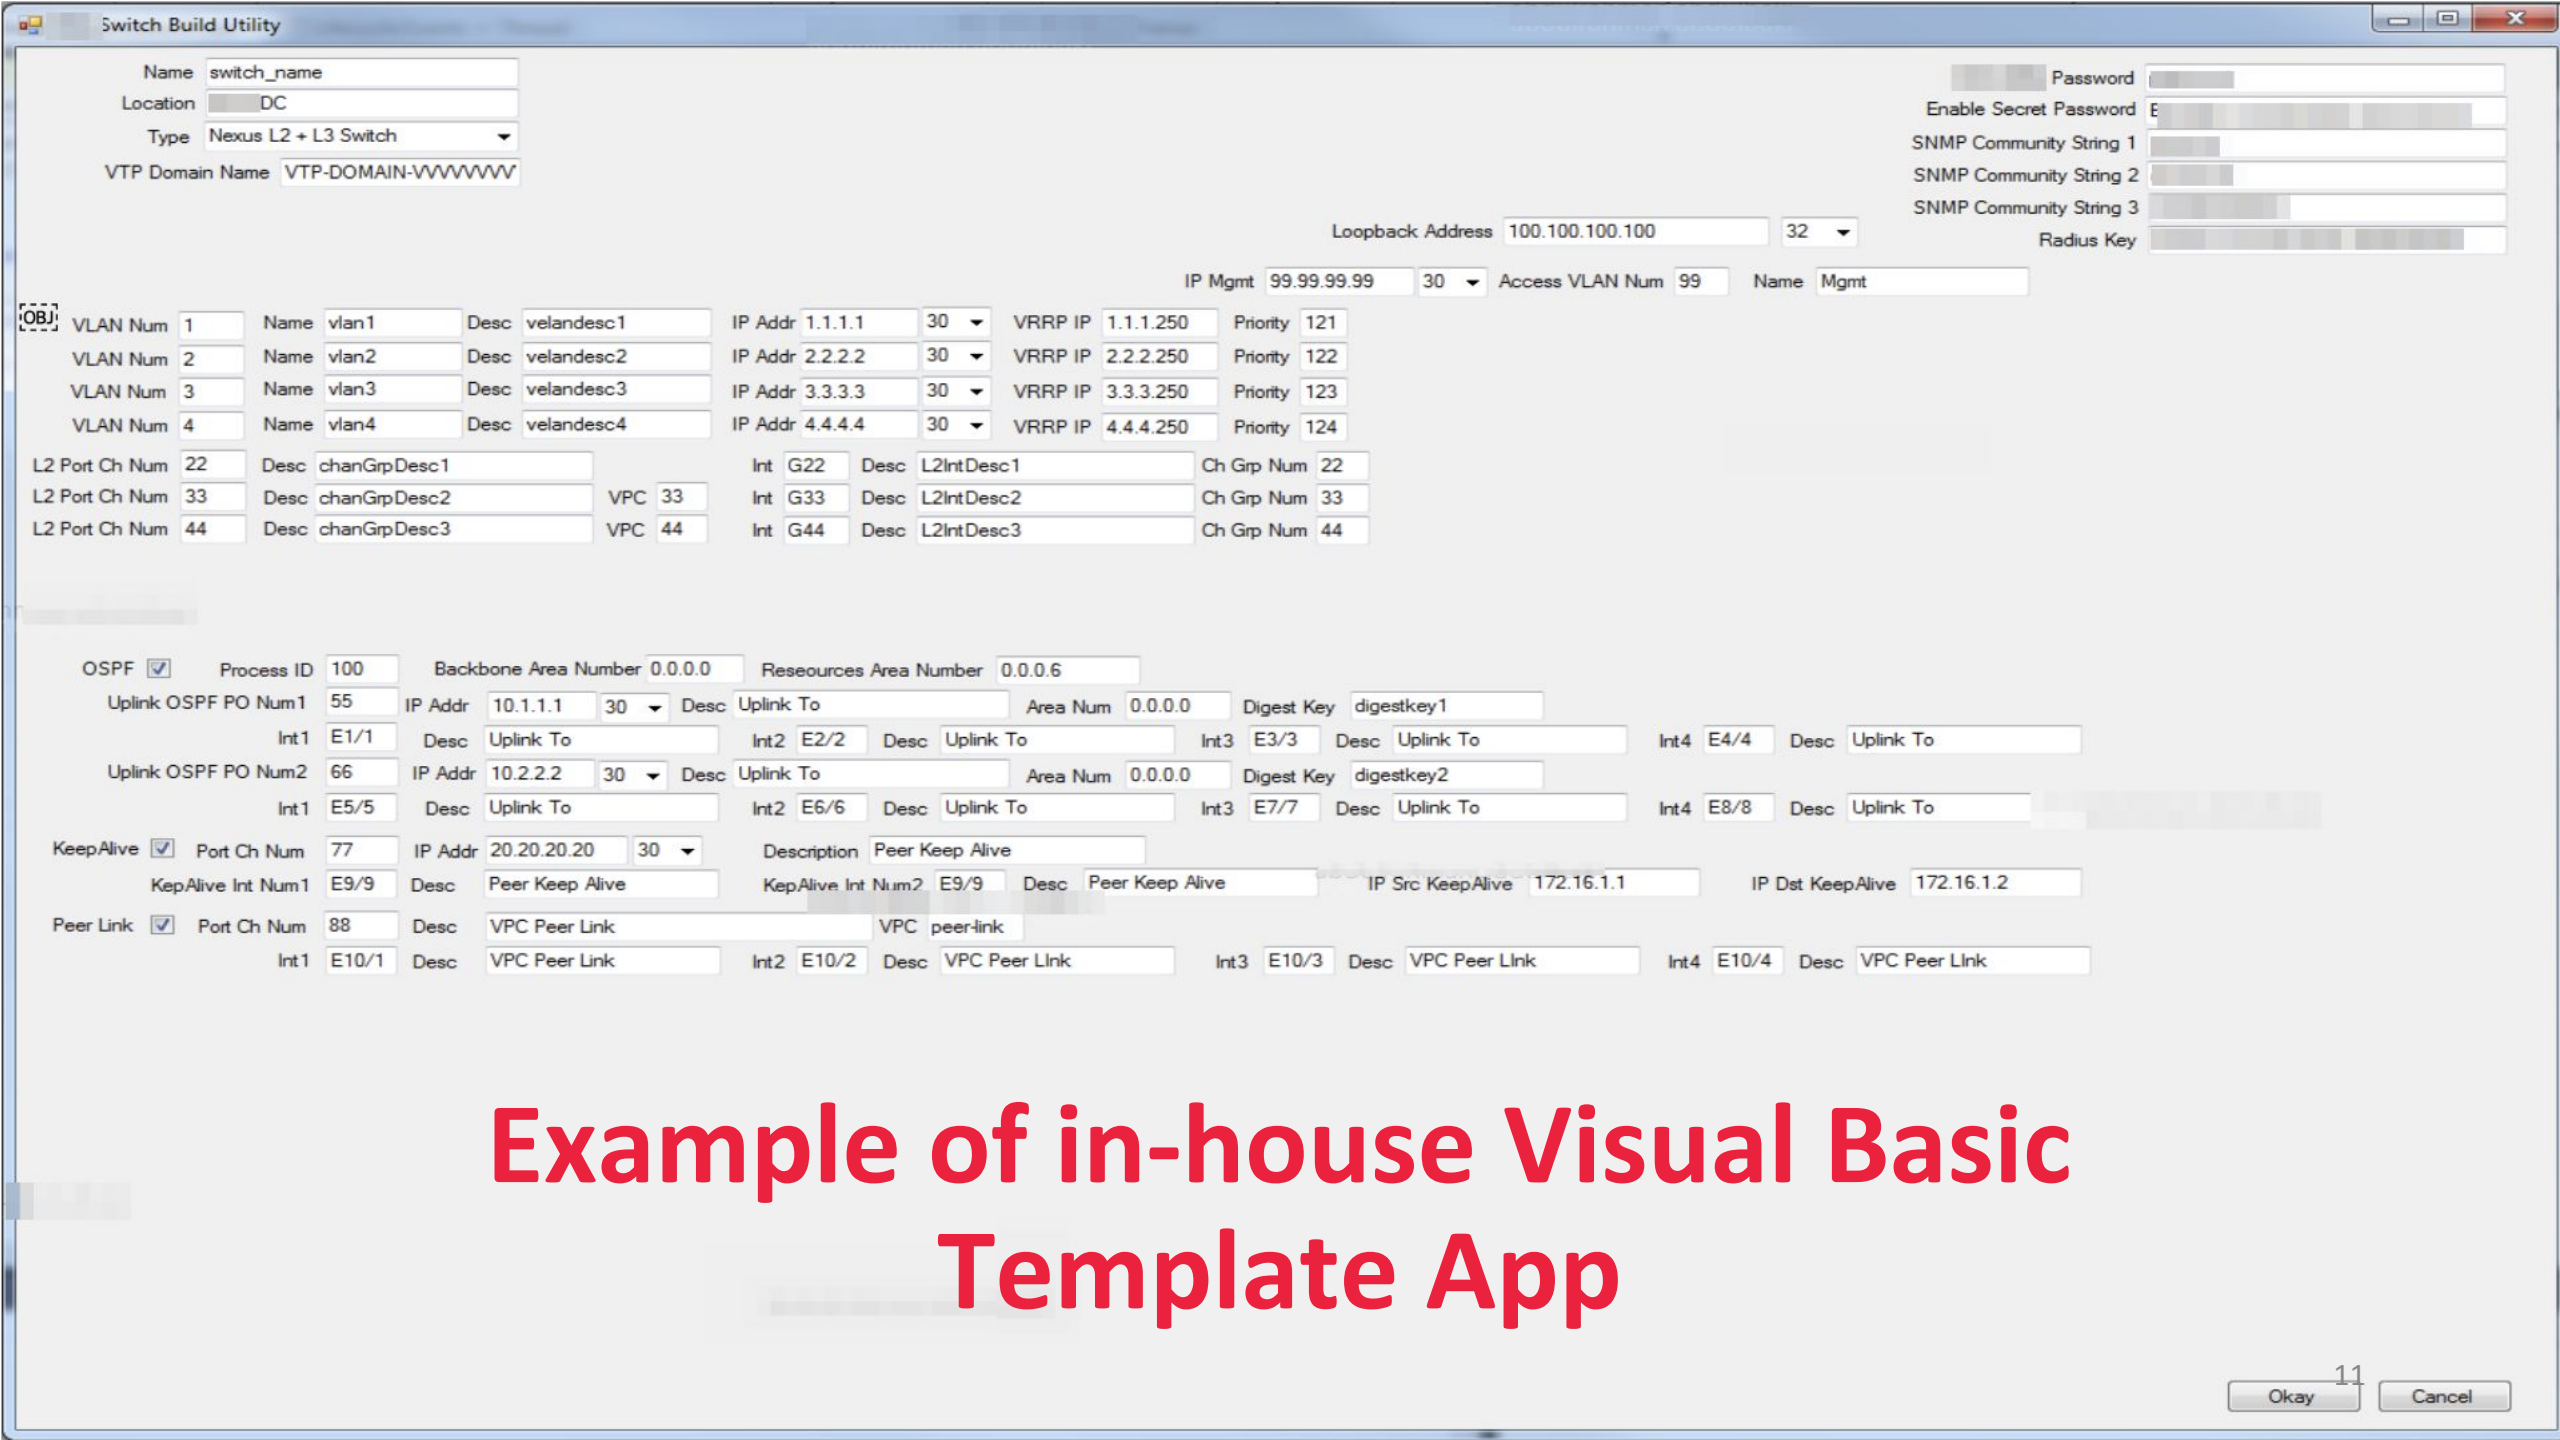 Switch Build Utility
Name switch_name
Location DC
Type Nexus L2 + L3 Switch
VTP Domain Name
Password
Enable Secret Password
SNMP Community String 1
SNMP Community String 2
SNMP Community String 3
Radius Key
Loopback Address 100.100.100.100 32
IP Mgmt 99.99.99.99 30 Access VLAN Num 99 Name Mgmt
OBJ
VLAN Num 1 Name vlan1 Desc velandesc1 IP Addr 1.1.1.1 30 VRRP IP 1.1.1.250 Priority 121
VLAN Num 2 Name vlan2 Desc velandesc2 IP Addr 2.2.2.2 30 VRRP IP 2.2.2.250 Priority 122
VLAN Num 3 Name vlan3 Desc velandesc3 IP Addr 3.3.3.3 30 VRRP IP 3.3.3.250 Priority 123
VLAN Num 4 Name vlan4 Desc velandesc4 IP Addr 4.4.4.4 30 VRRP IP 4.4.4.250 Priority 124
L2 Port Ch Num 22 Desc chanGrpDesc1 Int G22 Desc L2IntDesc1 Ch Grp Num 22
L2 Port Ch Num 33 Desc chanGrpDesc2 VPC 33 Int G33 Desc L2IntDesc2 Ch Grp Num 33
L2 Port Ch Num 44 Desc chanGrpDesc3 VPC 44 Int G44 Desc L2IntDesc3 Ch Grp Num 44
OSPF Process ID 100 Backbone Area Number 0.0.0.0 Reseources Area Number 0.0.0.6
Uplink OSPF PO Num1 55 IP Addr 10.1.1.1 30 Desc Uplink To Area Num 0.0.0.0 Digest Key digestkey1
Int1 E1/1 Desc Uplink To Int2 E2/2 Desc Uplink To Int3 E3/3 Desc Uplink To Int4 E4/4 Desc Uplink To
Uplink OSPF PO Num2 66 IP Addr 10.2.2.2 30 Desc Uplink To Area Num 0.0.0.0 Digest Key digestkey2
Int1 E5/5 Desc Uplink To Int2 E6/6 Desc Uplink To Int3 E7/7 Desc Uplink To Int4 E8/8 Desc Uplink To
KeepAlive Port Ch Num 77 IP Addr 20.20.20.20 30 Description Peer Keep Alive
KepAlive Int Num1 E9/9 Desc Peer Keep Alive KepAlive Int Num2 E9/9 Desc Peer Keep Alive IP Src KeepAlive 172.16.1.1 IP Dst KeepAlive 172.16.1.2
Peer Link Port Ch Num 88 Desc VPC Peer Link VPC peer-link
Int1 E10/1 Desc VPC Peer Link Int2 E10/2 Desc VPC Peer LInk Int3 E10/3 Desc VPC Peer LInk Int4 E10/4 Desc VPC Peer LInk
Example of in-house Visual Basic
Template App
11
Okay Cancel